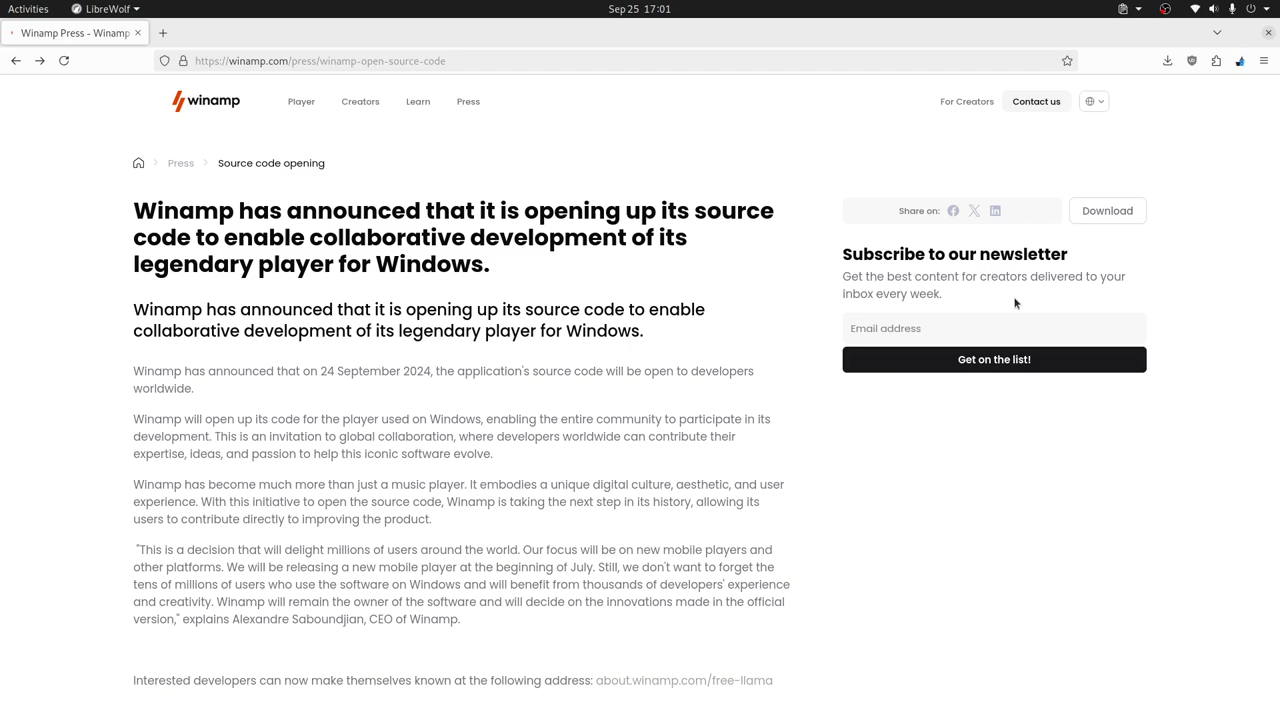 Activities
LibreWolf
Sep 25 17:01
Winamp Press - Winamp
https://winamp.com/press/winamp-open-source-code
winamp
Player
Creators
Learn
Press
For Creators
Contact us
Press
Source code opening
Winamp has announced that it is opening up its source
code to enable collaborative development of its
legendary player for Windows.
Winamp has announced that it is opening up its source code to enable
collaborative development of its legendary player for Windows.
Winamp has announced that on 24 September 2024, the application's source code will be open to developers
worldwide.
Winamp will open up its code for the player used on Windows, enabling the entire community to participate in its
development. This is an invitation to global collaboration, where developers worldwide can contribute their
expertise, ideas, and passion to help this iconic software evolve.
Winamp has become much more than just a music player. It embodies a unique digital culture, aesthetic, and user
experience. With this initiative to open the source code, Winamp is taking the next step in its history, allowing its
users to contribute directly to improving the product.
"This is a decision that will delight millions of users around the world. Our focus will be on new mobile players and
other platforms. We will be releasing a new mobile player at the beginning of July. Still, we don't want to forget the
tens of millions of users who use the software on Windows and will benefit from thousands of developers' experience
and creativity. Winamp will remain the owner of the software and will decide on the innovations made in the official
version," explains Alexandre Saboundjian, CEO of Winamp.
Interested developers can now make themselves known at the following address: about.winamp.com/free-llama
Share on:
Download
Subscribe to our newsletter
Get the best content for creators delivered to your
inbox every week.
Email address
Get on the list!